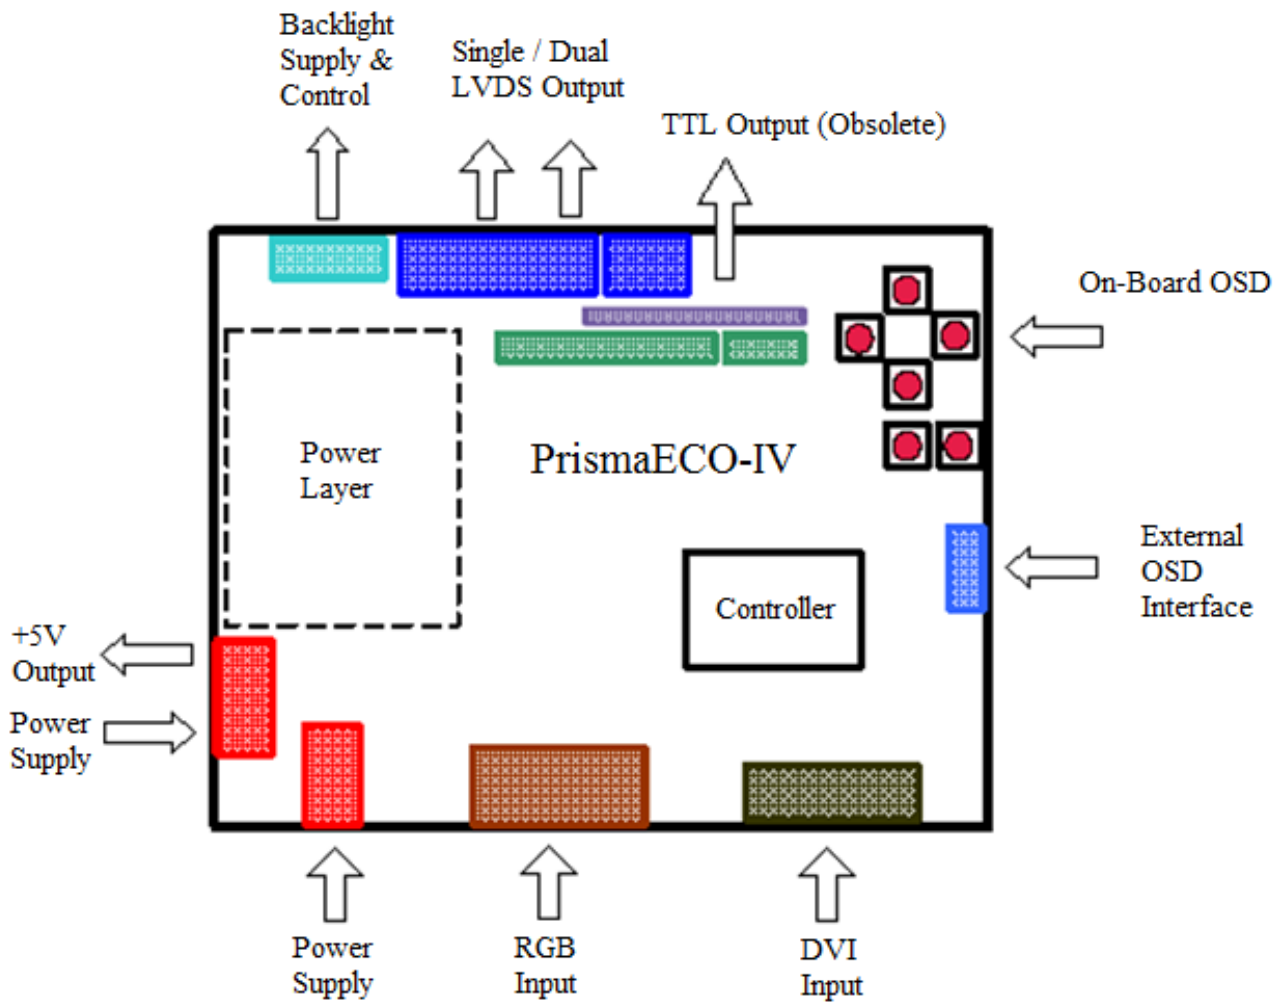 Backlight
Supply &
Control
Single / Dual
LVDS Output
TTL Output (Obsolete)
On-Board OSD
Power
Layer
PrismaECO-IV
External
OSD
Interface
Controller
+5V
Output
Power
Supply
Power
Supply
RGB
Input
DVI
Input